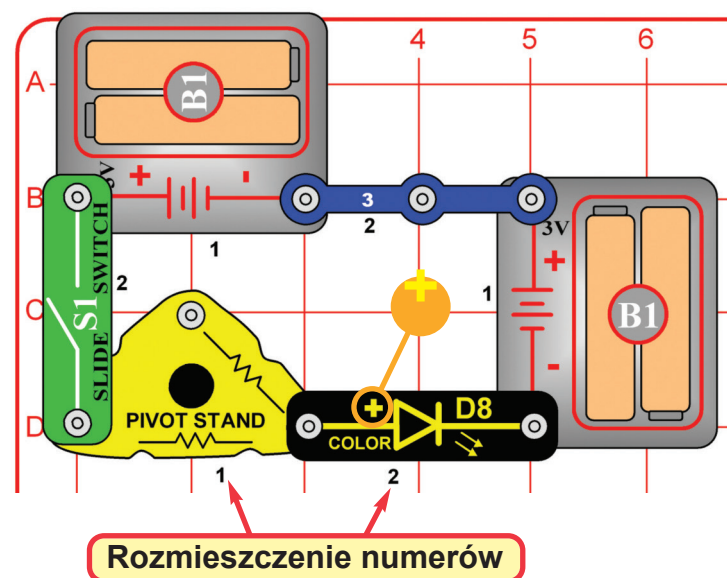 4 5 6
A
B1
B
3V
+ -
3
2
1
3V
+
2
S1
SLIDE SWITCH
C
+
1
B1
-
D
PIVOT STAND
+
COLOR
D8
1
2
Rozmieszczenie numerów